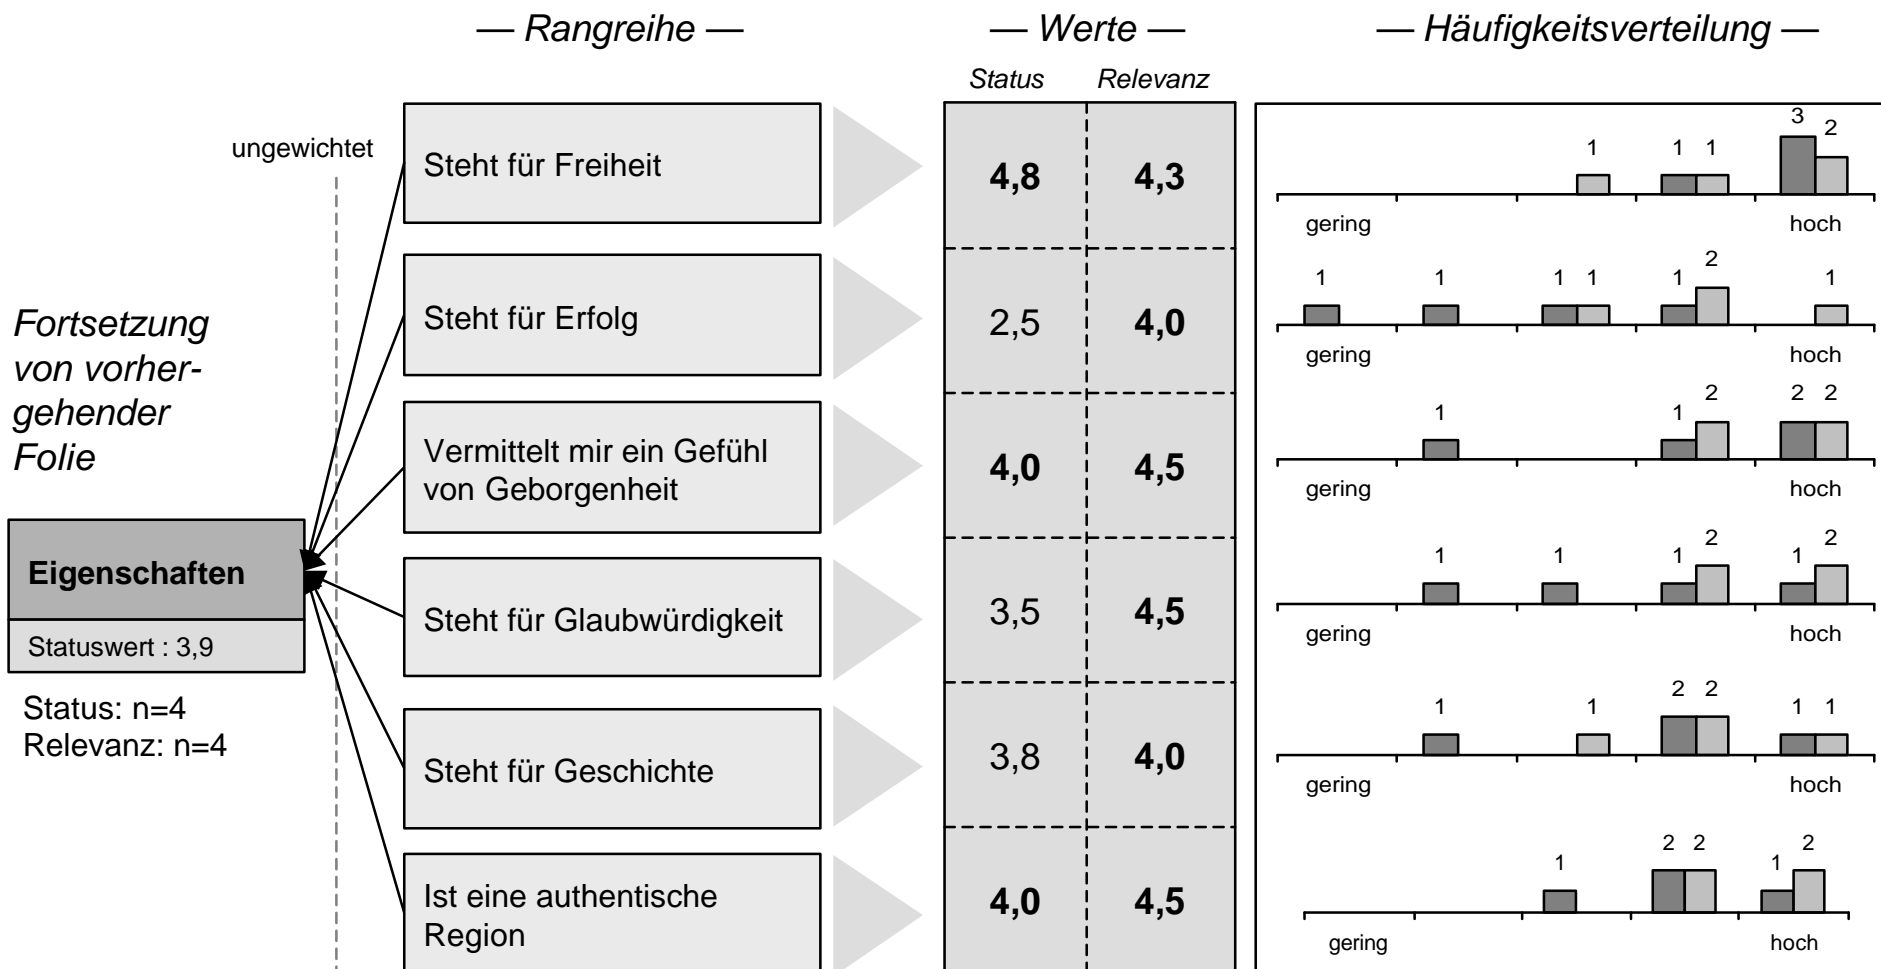 — Rangreihe —
— Werte —
— Häufigkeitsverteilung —
Status
Relevanz
ungewichtet
Steht für Freiheit
4,8
4,3
1
1 1
3
2
gering
hoch
Fortsetzung
von vorher-
gehender
Folie
Steht für Erfolg
2,5
4,0
1
1
1 1
1
2
1
gering
hoch
Vermittelt mir ein Gefühl
von Geborgenheit
4,0
4,5
1
1
2
2 2
gering
hoch
Eigenschaften
Statuswert : 3,9
Status: n=4
Relevanz: n=4
Steht für Glaubwürdigkeit
3,5
4,5
1
1
1
2
1
2
gering
hoch
Steht für Geschichte
3,8
4,0
1
1
2 2
1 1
gering
hoch
Ist eine authentische
Region
4,0
4,5
1
2 2
1
2
gering
hoch